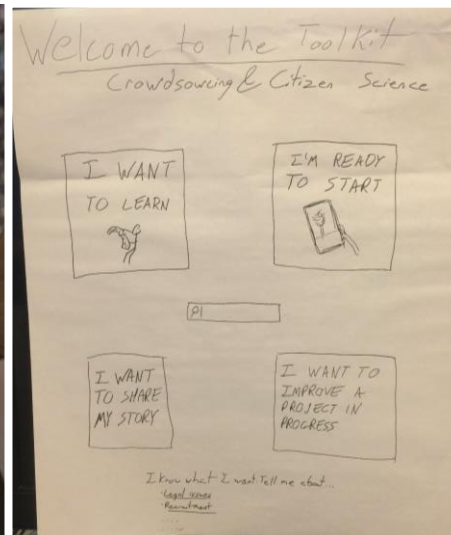 Welcome to the Toolkit
Crowdsourcing & Citizen Science
I WANT
TO LEARN
I'M READY
TO START
I WANT
TO SHARE
MY STORY
I WANT TO
IMPROVE A
PROJECT IN
PROGRESS
I know what I want. Tell me about...
Legal issues
Recruitment